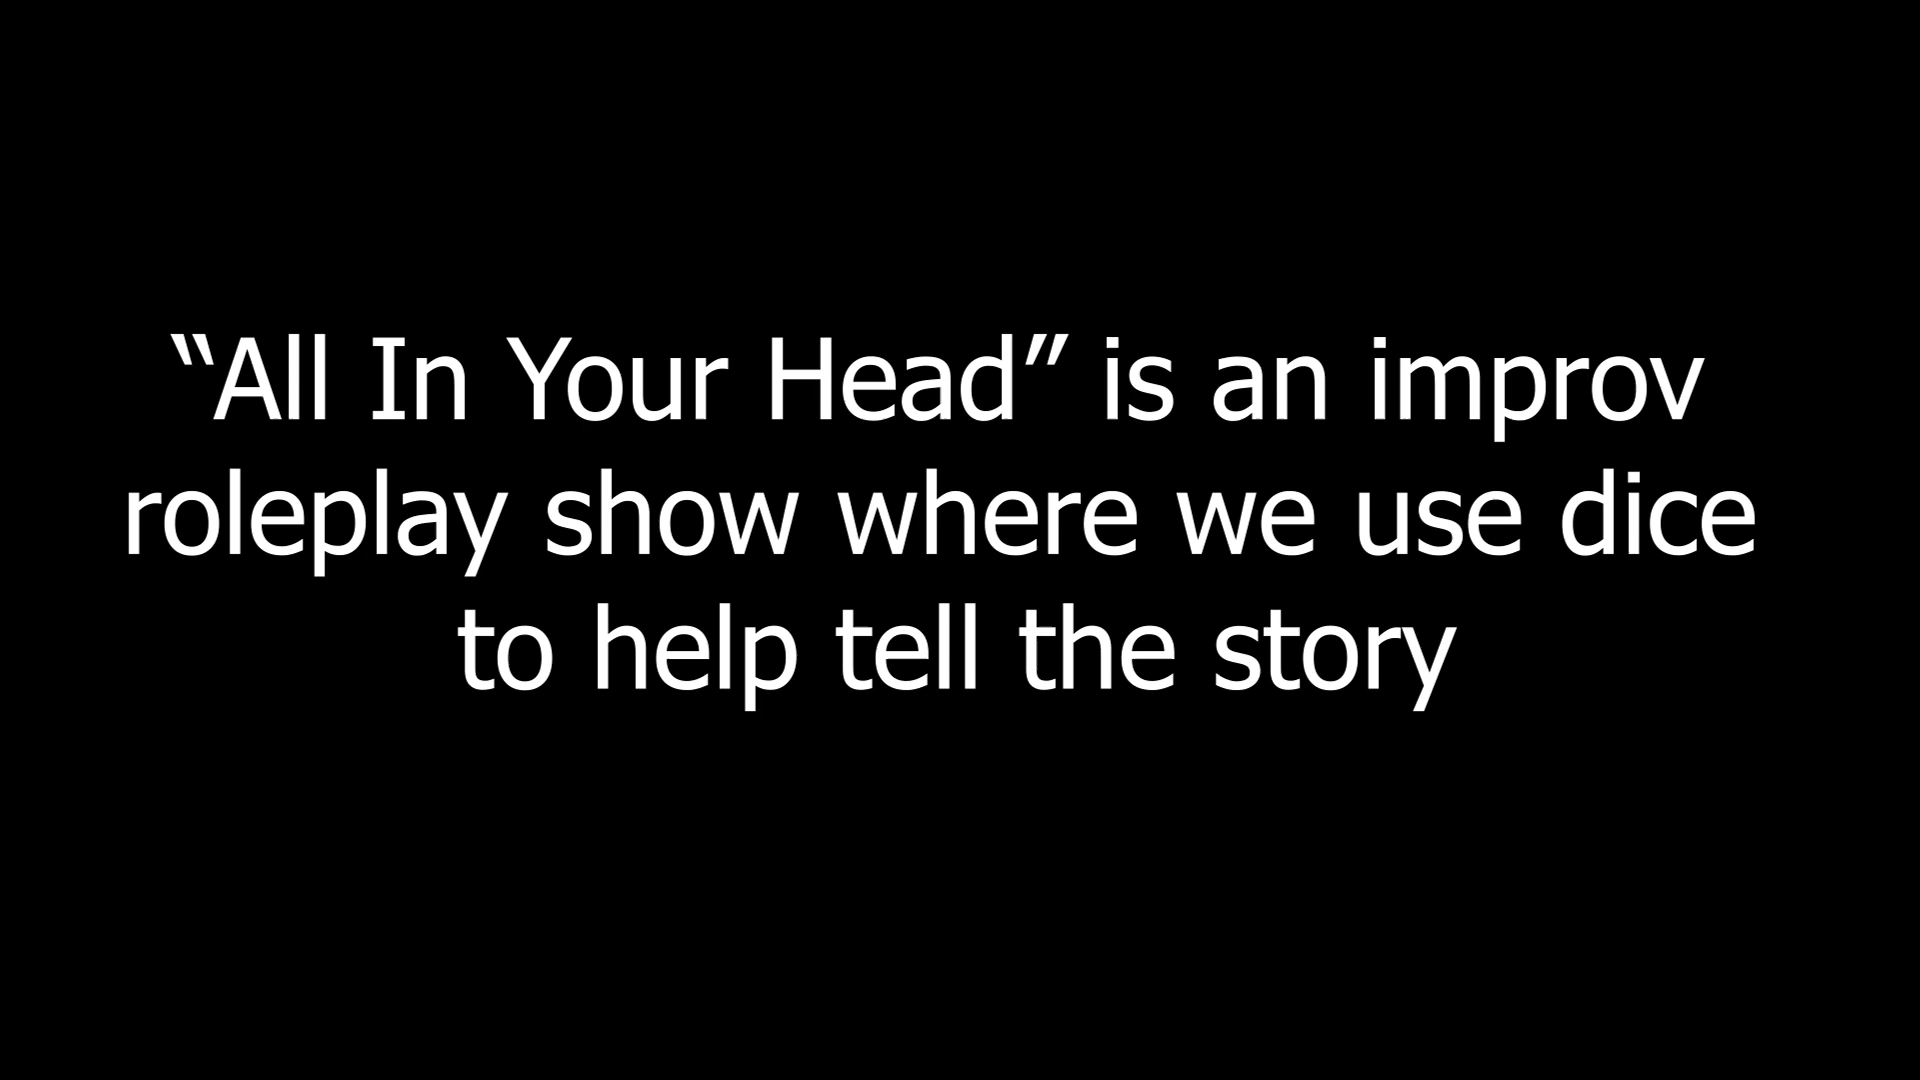 “All In Your Head” is an improv
roleplay show where we use dice
to help tell the story